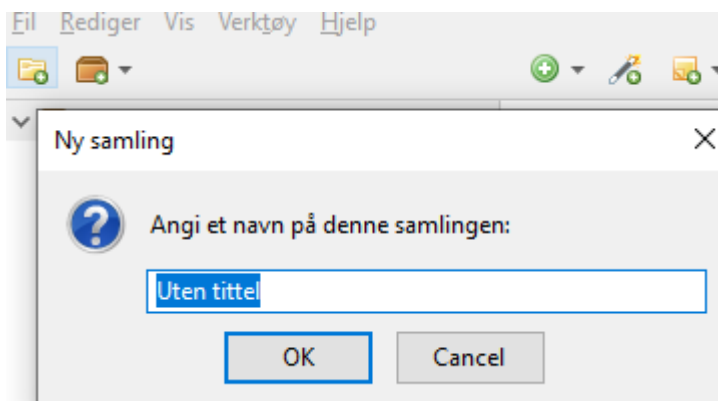 Fil Rediger Vis Verktøy Hjelp
Ny samling
Angi et navn på denne samlingen:
Uten tittel
OK Cancel